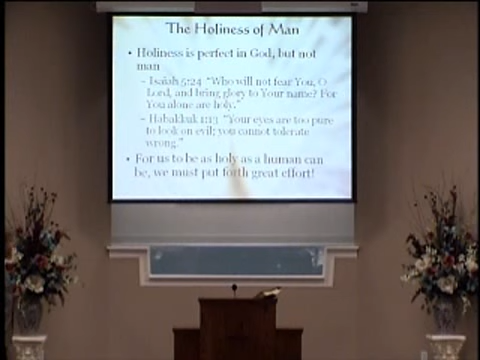 The Holiness of Man
• Holiness is perfect in God, but not
man
– Isaiah 5:24 "Who will not fear You, O
Lord, and bring glory to Your name? For
You alone are holy."
– Habakkuk 1:13 "Your eyes are too pure
to look on evil; you cannot tolerate
wrong."
• For us to be as holy as a human can
be, we must put forth great effort!